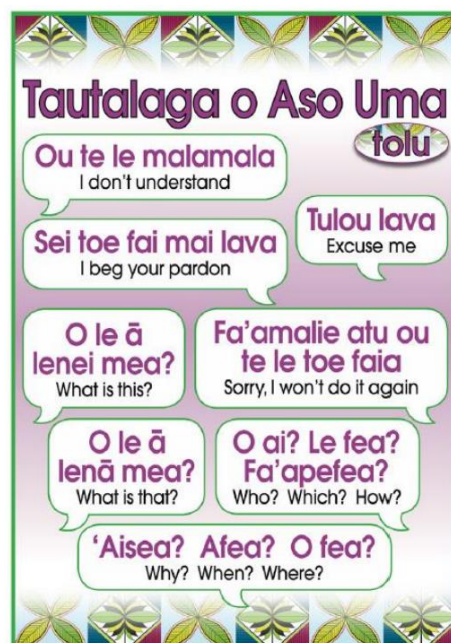 Tautalaga o Aso Uma
tolu
Ou te le malamala
I don't understand
Tulou lava
Excuse me
Sei toe fai mai lava
I beg your pardon
O le ā
lenei mea?
What is this?
Fa'amalie atu ou
te le toe faia
Sorry, I won't do it again
O le ā
lenā mea?
What is that?
O ai? Le fea?
Fa'apefea?
Who? Which? How?
'Aisea? Afea? O fea?
Why? When? Where?